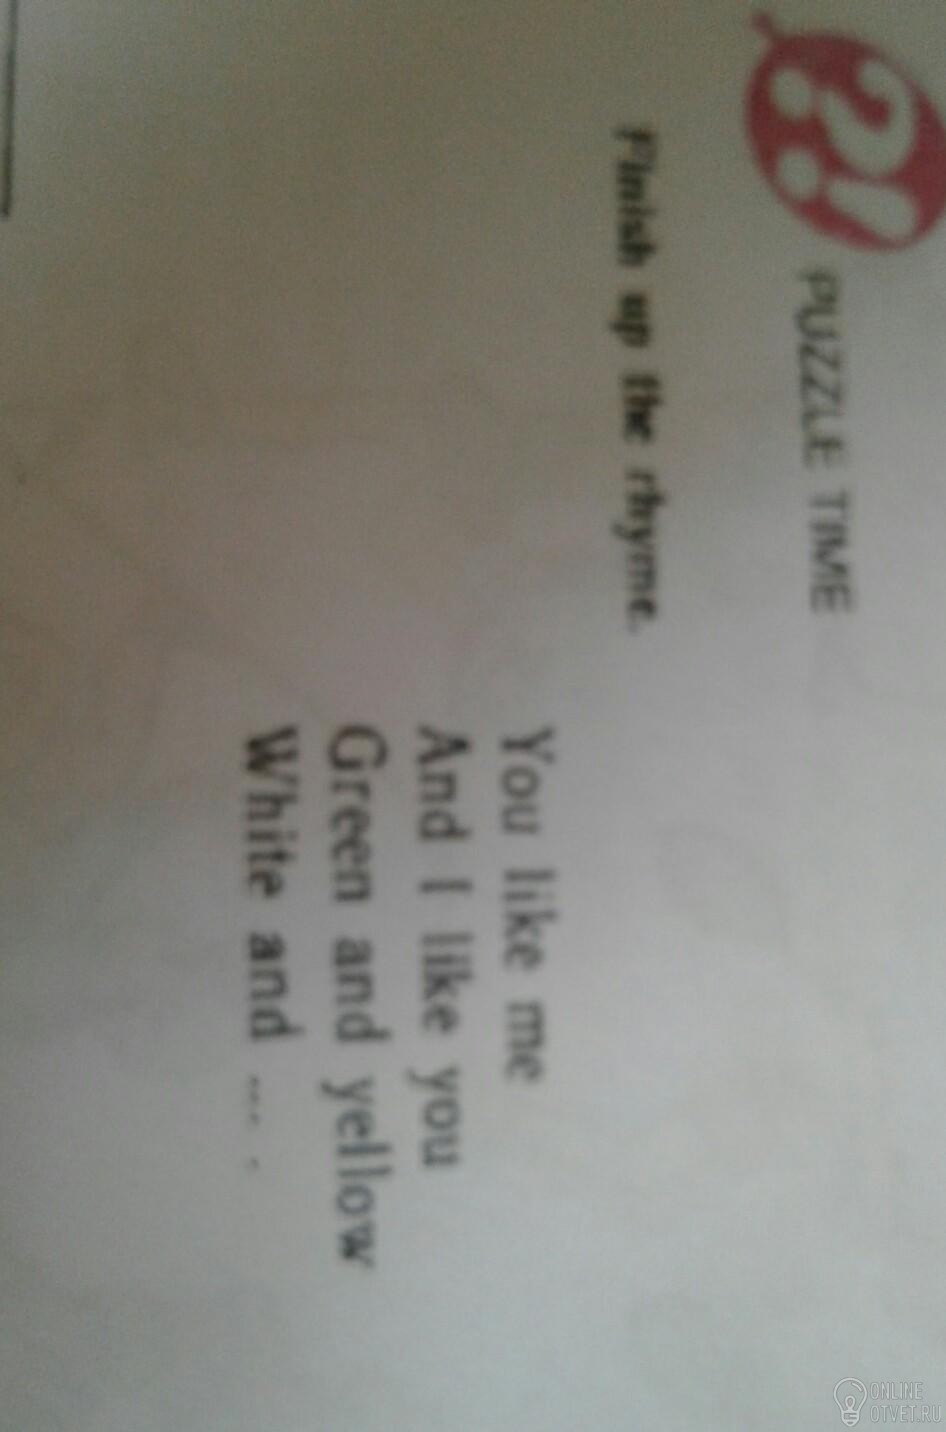 ?!
PUZZLE TIME
Finish up the rhyme.
You like me
And I like you
Green and yellow
White and ... .
ONLINE
OTVET.RU